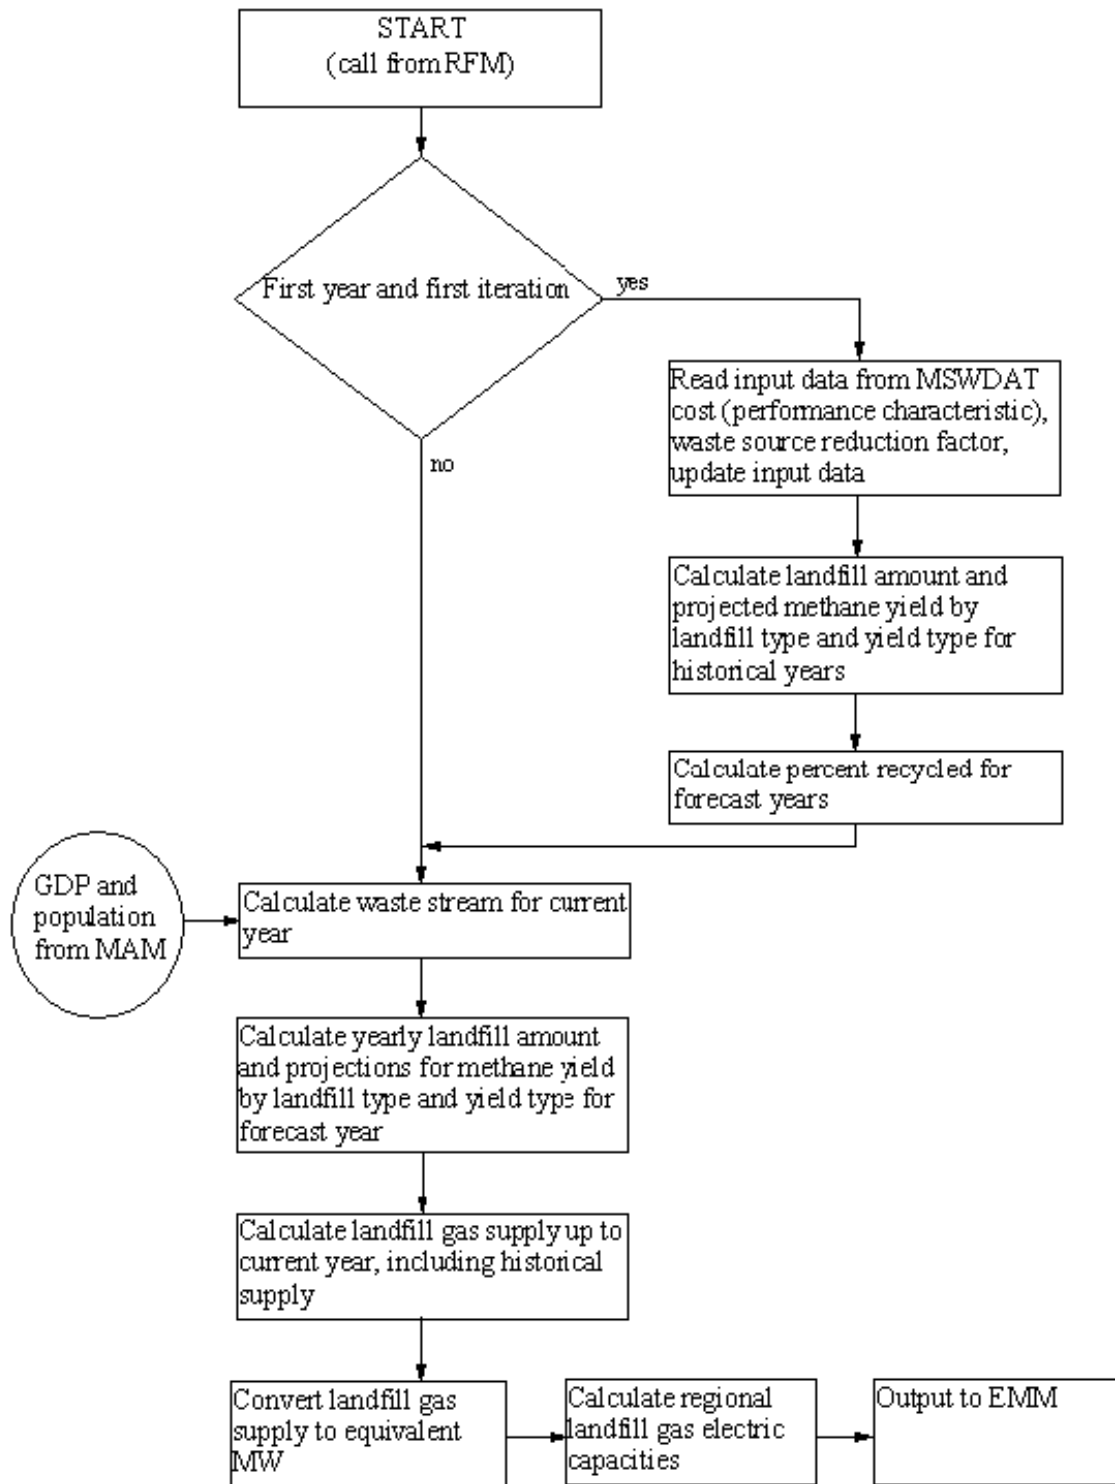 START
(call from RFM)
First year and first iteration
yes
no
Read input data from MSWDAT
cost (performance characteristic),
waste source reduction factor,
update input data
Calculate landfill amount and
projected methane yield by
landfill type and yield type for
historical years
Calculate percent recycled for
forecast years
GDP and
population
from MAM
Calculate waste stream for current
year
Calculate yearly landfill amount
and projections for methane yield
by landfill type and yield type for
forecast year
Calculate landfill gas supply up to
current year, including historical
supply
Convert landfill gas
supply to equivalent
MW
Calculate regional
landfill gas electric
capacities
Output to EMM